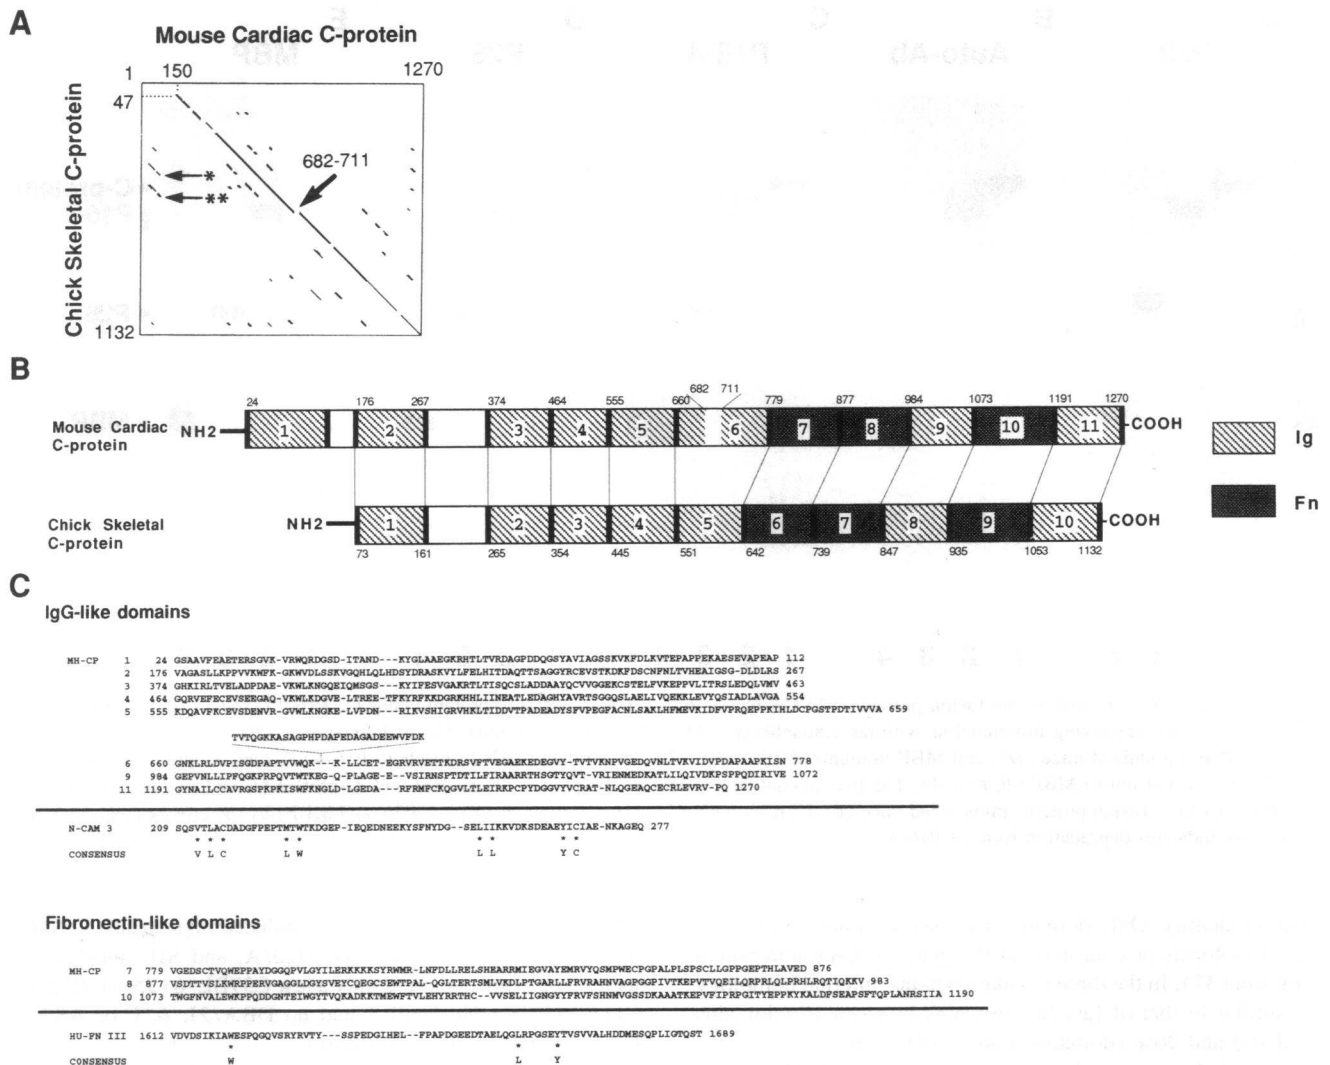 A
Mouse Cardiac C-protein
1 150 1270
47
Chick Skeletal C-protein
682-711
*
**
1132
B
682 711
24 176 267 374 464 555 660 779 877 984 1073 1191 1270
Mouse Cardiac
C-protein
NH2
1 2 3 4 5 6 7 8 9 10 11
-COOH
Ig
Chick Skeletal
C-protein
NH2
1 2 3 4 5 6 7 8 9 10
-COOH
Fn
73 161 265 354 445 551 642 739 847 935 1053 1132
C
IgG-like domains
MH-CP 1 24 GSAAVFEAETERSGVK-VRWQRDGSD-ITAND---KYGLAAEGKRHTLTVRDAGPDDQGSYAVIAGSSKVKFDLKVTEPAPPEKAESEVAPEAP 112
2 176 VAGASLLKPPVVKWFK-GKWVDLSSKVGQHLQLHDSYDRASKVYLFELHITDAQTTSAGGYRCEVSTKDKFDSCNFNLTVHEAIGSG-DLDLRS 267
3 374 GHKIRLTVELADPDAE-VKWLKNGQEIQMSGS---KYIFESVGAKRTLTISQCSLADDAAYQCVVGGEKCSTELFVKEPPVLITRSLEDQLVMV 463
4 464 GQRVEFECEVSEEGAQ-VKWLKDGVE-LTREE-TFKYRFKKDGRKHHLIINEATLEDAGHYAVRTSGGQSLAELIVQEKKLEVYQSIADLAVGA 554
5 555 KDQAVFKCEVSDENVR-GVWLKNGKE-LVPDN---RIKVSHIGRVHKLTIDDVTPADEADYSFVPEGFACNLSAKLHFMEVKIDFVPRQEPPKIHLDCPGSTPDTIVVVA 659
TVTQGKKASAGPHPDAPEDAGADEEWVFDK
6 660 GNKLRLDVPISGDPAPTVVWQK---K-LLCET-EGRVRVETTKDRSVFTVEGAEKEDEGVY-TVTVKNPVGEDQVNLTVKVIDVPDAPAAPKISN 778
9 984 GEPVNLLIPFQGKPRPQVTWTKEG-Q-PLAGE-E--VSIRNSPTDTILFIRAARRTHSGTYQVT-VRIENMEDKATLILQIVDKPSPPQDIRIVE 1072
11 1191 GYNAILCCAVRGSPKPKISWFKNGLD-LGEDA--RFRMFCKQGVLTLEIRKPCPYDGGVYVCRAT-NLQGEAQCECRLEVRV-PQ 1270
N-CAM 3 209 SQSVTLACDADGFPEPTMTWTKDGEP-IEQEDNEEKYSFNYDG--SELIIKKVDKSDEAEYICIAE-NKAGEQ 277
* * * * * * * * *
CONSENSUS V L C L W L L Y C
Fibronectin-like domains
MH-CP 7 779 VGEDSCTVQWEPPAYDGGQPVLGYILERKKKKSYRWMR-LNFDLLRELSHEARRMIEGVAYEMRVYQSMPWECPGPALPLSPSCLLGPPGEPTHLAVED 876
8 877 VSDTTVSLKWRPPERVGAGGLDGYSVEYCQEGCSEWTPAL-QGLTERTSMLVKDLPTGARLLFRVRAHNVAGPGGPIVTKEPVTVQEILQRPRLQLPRHLRQTIQKKV 983
10 1073 TWGFNVALEWKPPQDDGNTEIWGYTVQKADKKTMEWFTVLEHYRRTHC--VVSELIIGNGYYFRVFSHNWVGSSDKAAATKEPVFIPRPGITYEPPKYKALDFSEAPSFTQPLANRSIIA 1190
HU-FN III 1612 VDVDSIKIAWESPQGQVSRYRVTY---SSPEDGIHEL--FPAPDGEEDTAELQGLRPGSEYTVSVVALHDDMESQPLIGTQST 1689
* * *
CONSENSUS W L Y